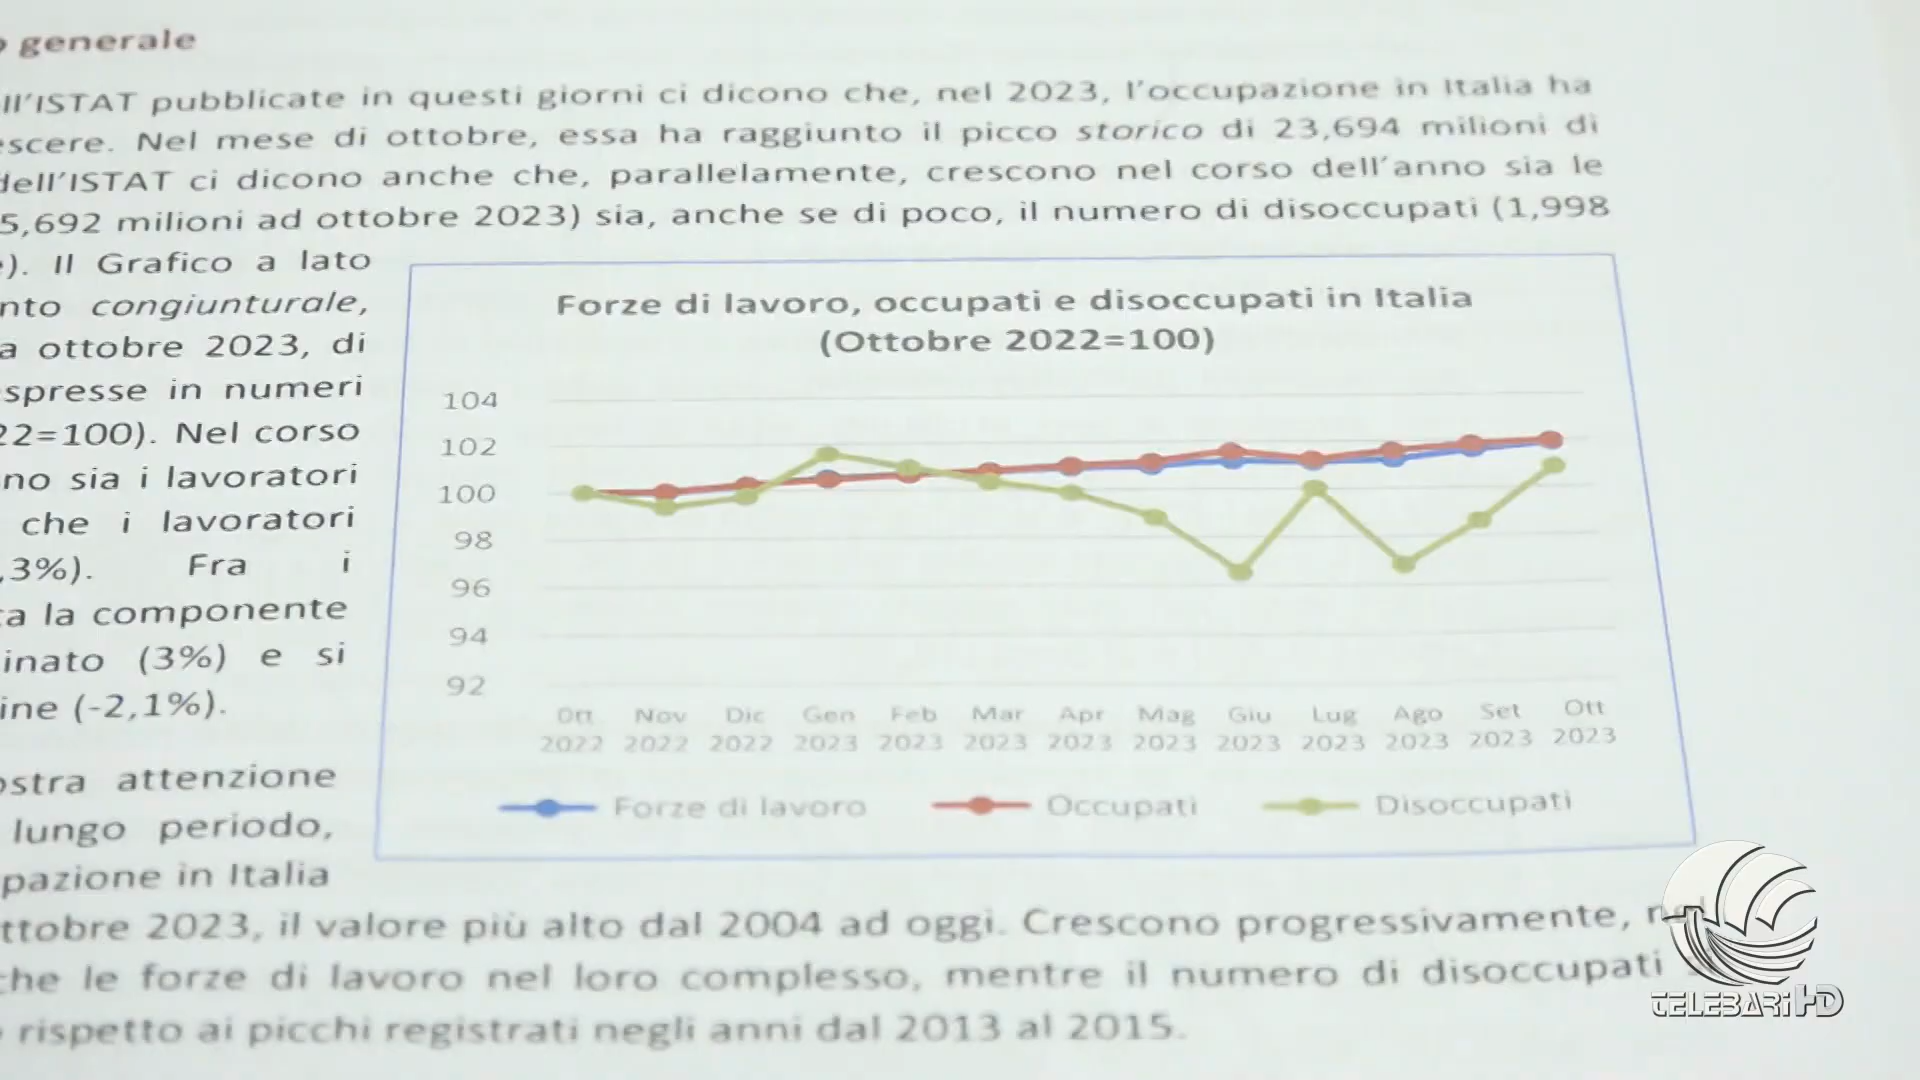 generale
ll'ISTAT pubblicate in questi giorni ci dicono che, nel 2023, l'occupazione in Italia ha
escere. Nel mese di ottobre, essa ha raggiunto il picco storico di 23,694 milioni di
dell'ISTAT ci dicono anche che, parallelamente, crescono nel corso dell'anno sia le
5,692 milioni ad ottobre 2023) sia, anche se di poco, il numero di disoccupati (1,998
e). Il Grafico a lato
nto congiunturale,
a ottobre 2023, di
spresse in numeri
22=100). Nel corso
no sia i lavoratori
che i lavoratori
,3%). Fra i
ta la componente
inato (3%) e si
ine (-2,1%).
ostra attenzione
lungo periodo,
pazione in Italia
Forze di lavoro, occupati e disoccupati in Italia
(Ottobre 2022=100)
104
102
100
98
96
94
92
Ott Nov Dic Gen Feb Mar Apr Mag Giu Lug Ago Set Ott
2022 2022 2022 2023 2023 2023 2023 2023 2023 2023 2023 2023 2023
Forze di lavoro Occupati Disoccupati
ttobre 2023, il valore più alto dal 2004 ad oggi. Crescono progressivamente,
che le forze di lavoro nel loro complesso, mentre il numero di disoccupati
rispetto ai picchi registrati negli anni dal 2013 al 2015.
TELEBARI HD